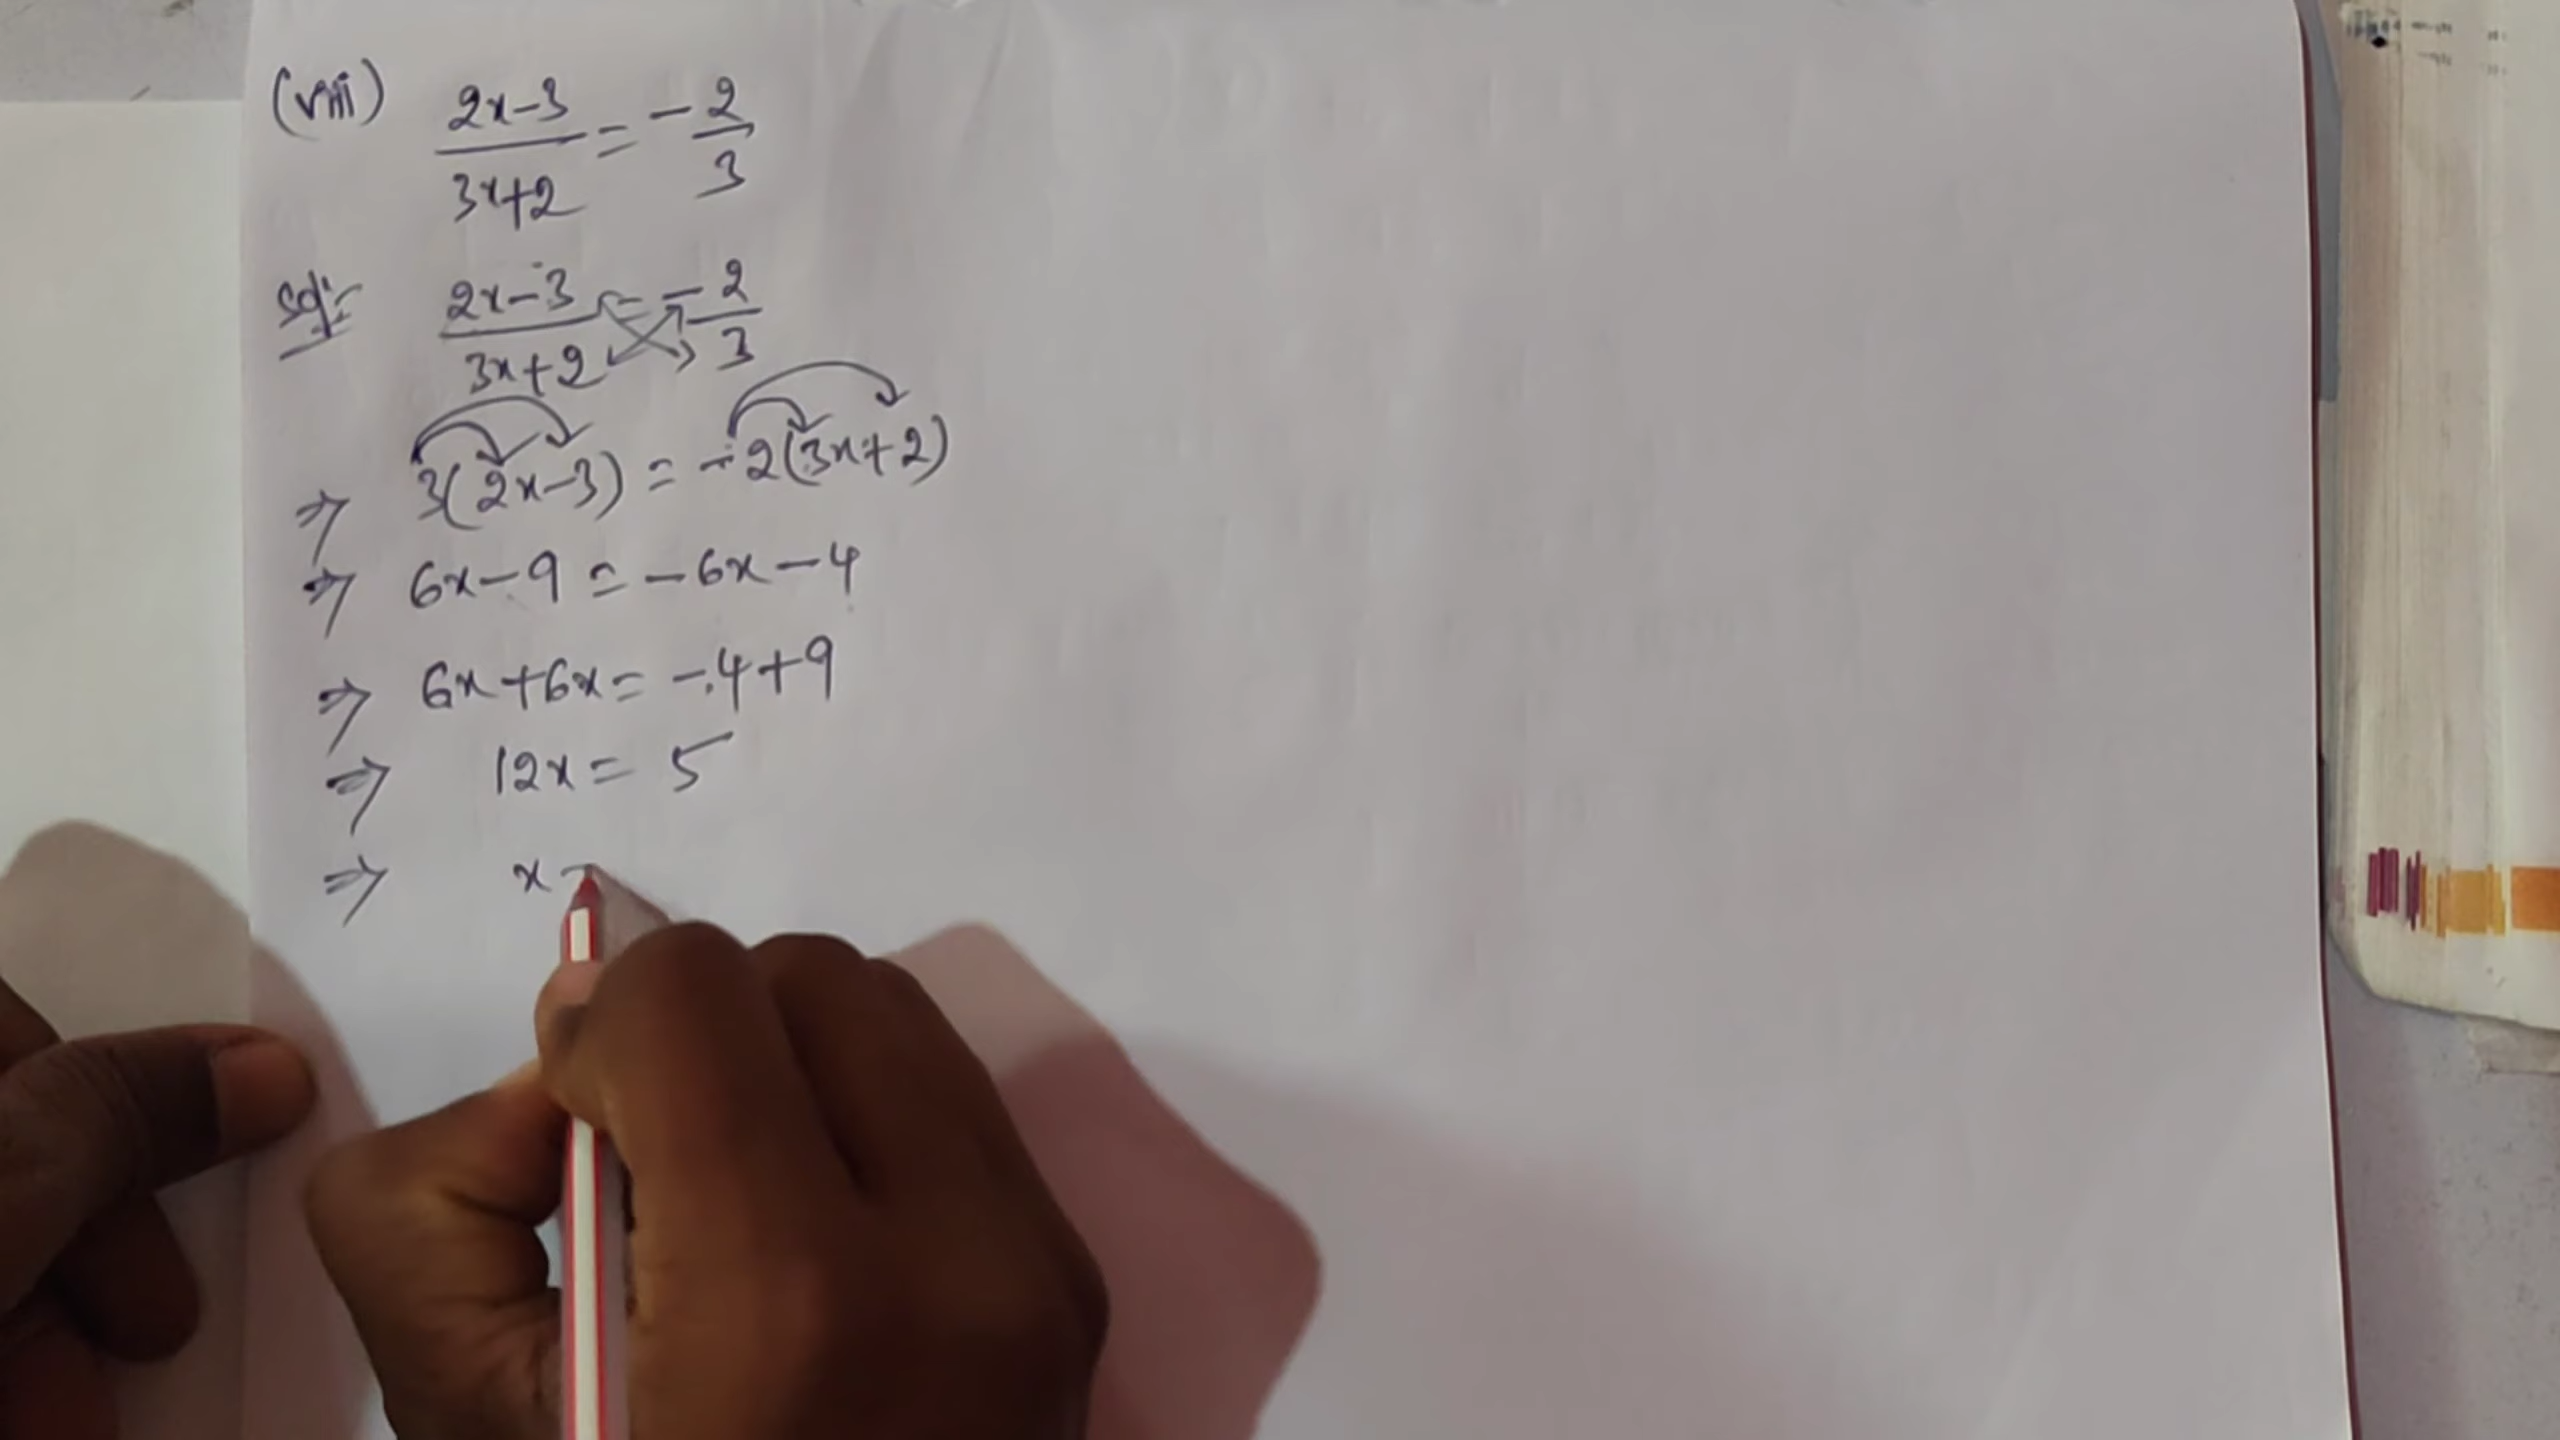 (viii) (2x-3)/(3x+2) = -2/3
Sol:- (2x-3)/(3x+2) = -2/3
⇒ 3(2x-3) = -2(3x+2)
⇒ 6x-9 = -6x-4
⇒ 6x+6x = -4+9
⇒ 12x = 5
⇒ x =